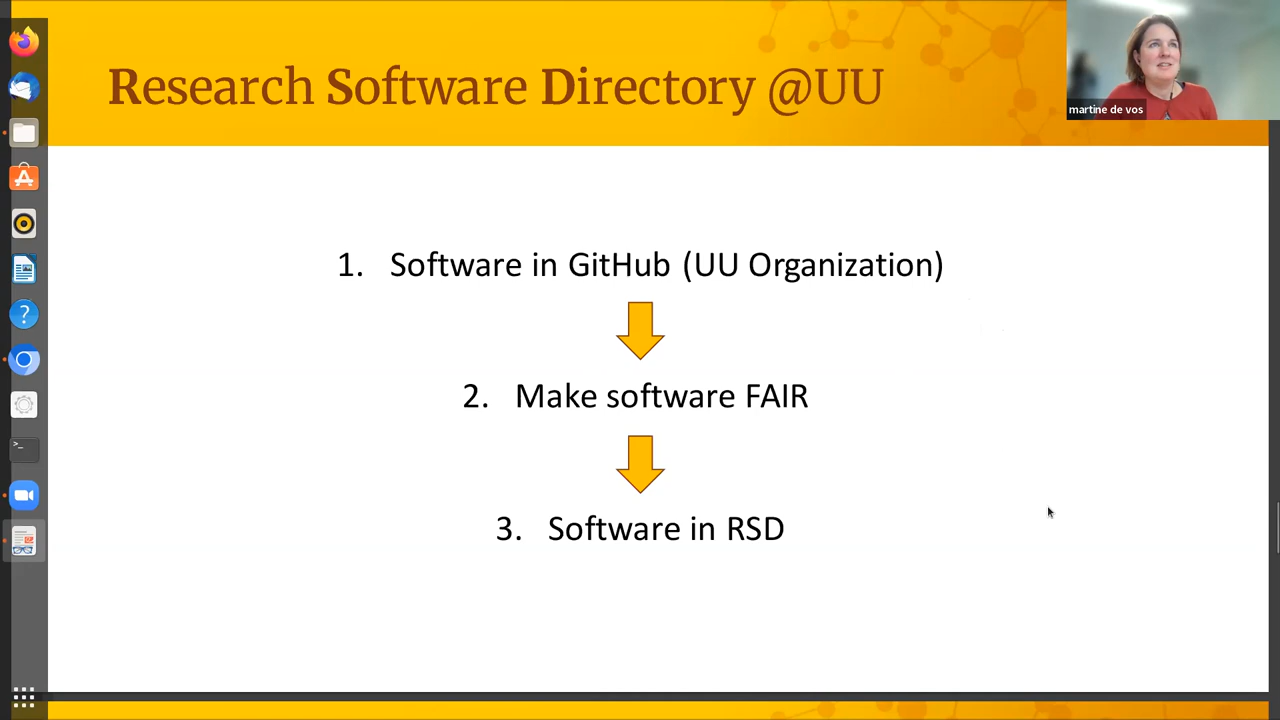 Research Software Directory @UU
martine de vos
1. Software in GitHub (UU Organization)
2. Make software FAIR
3. Software in RSD